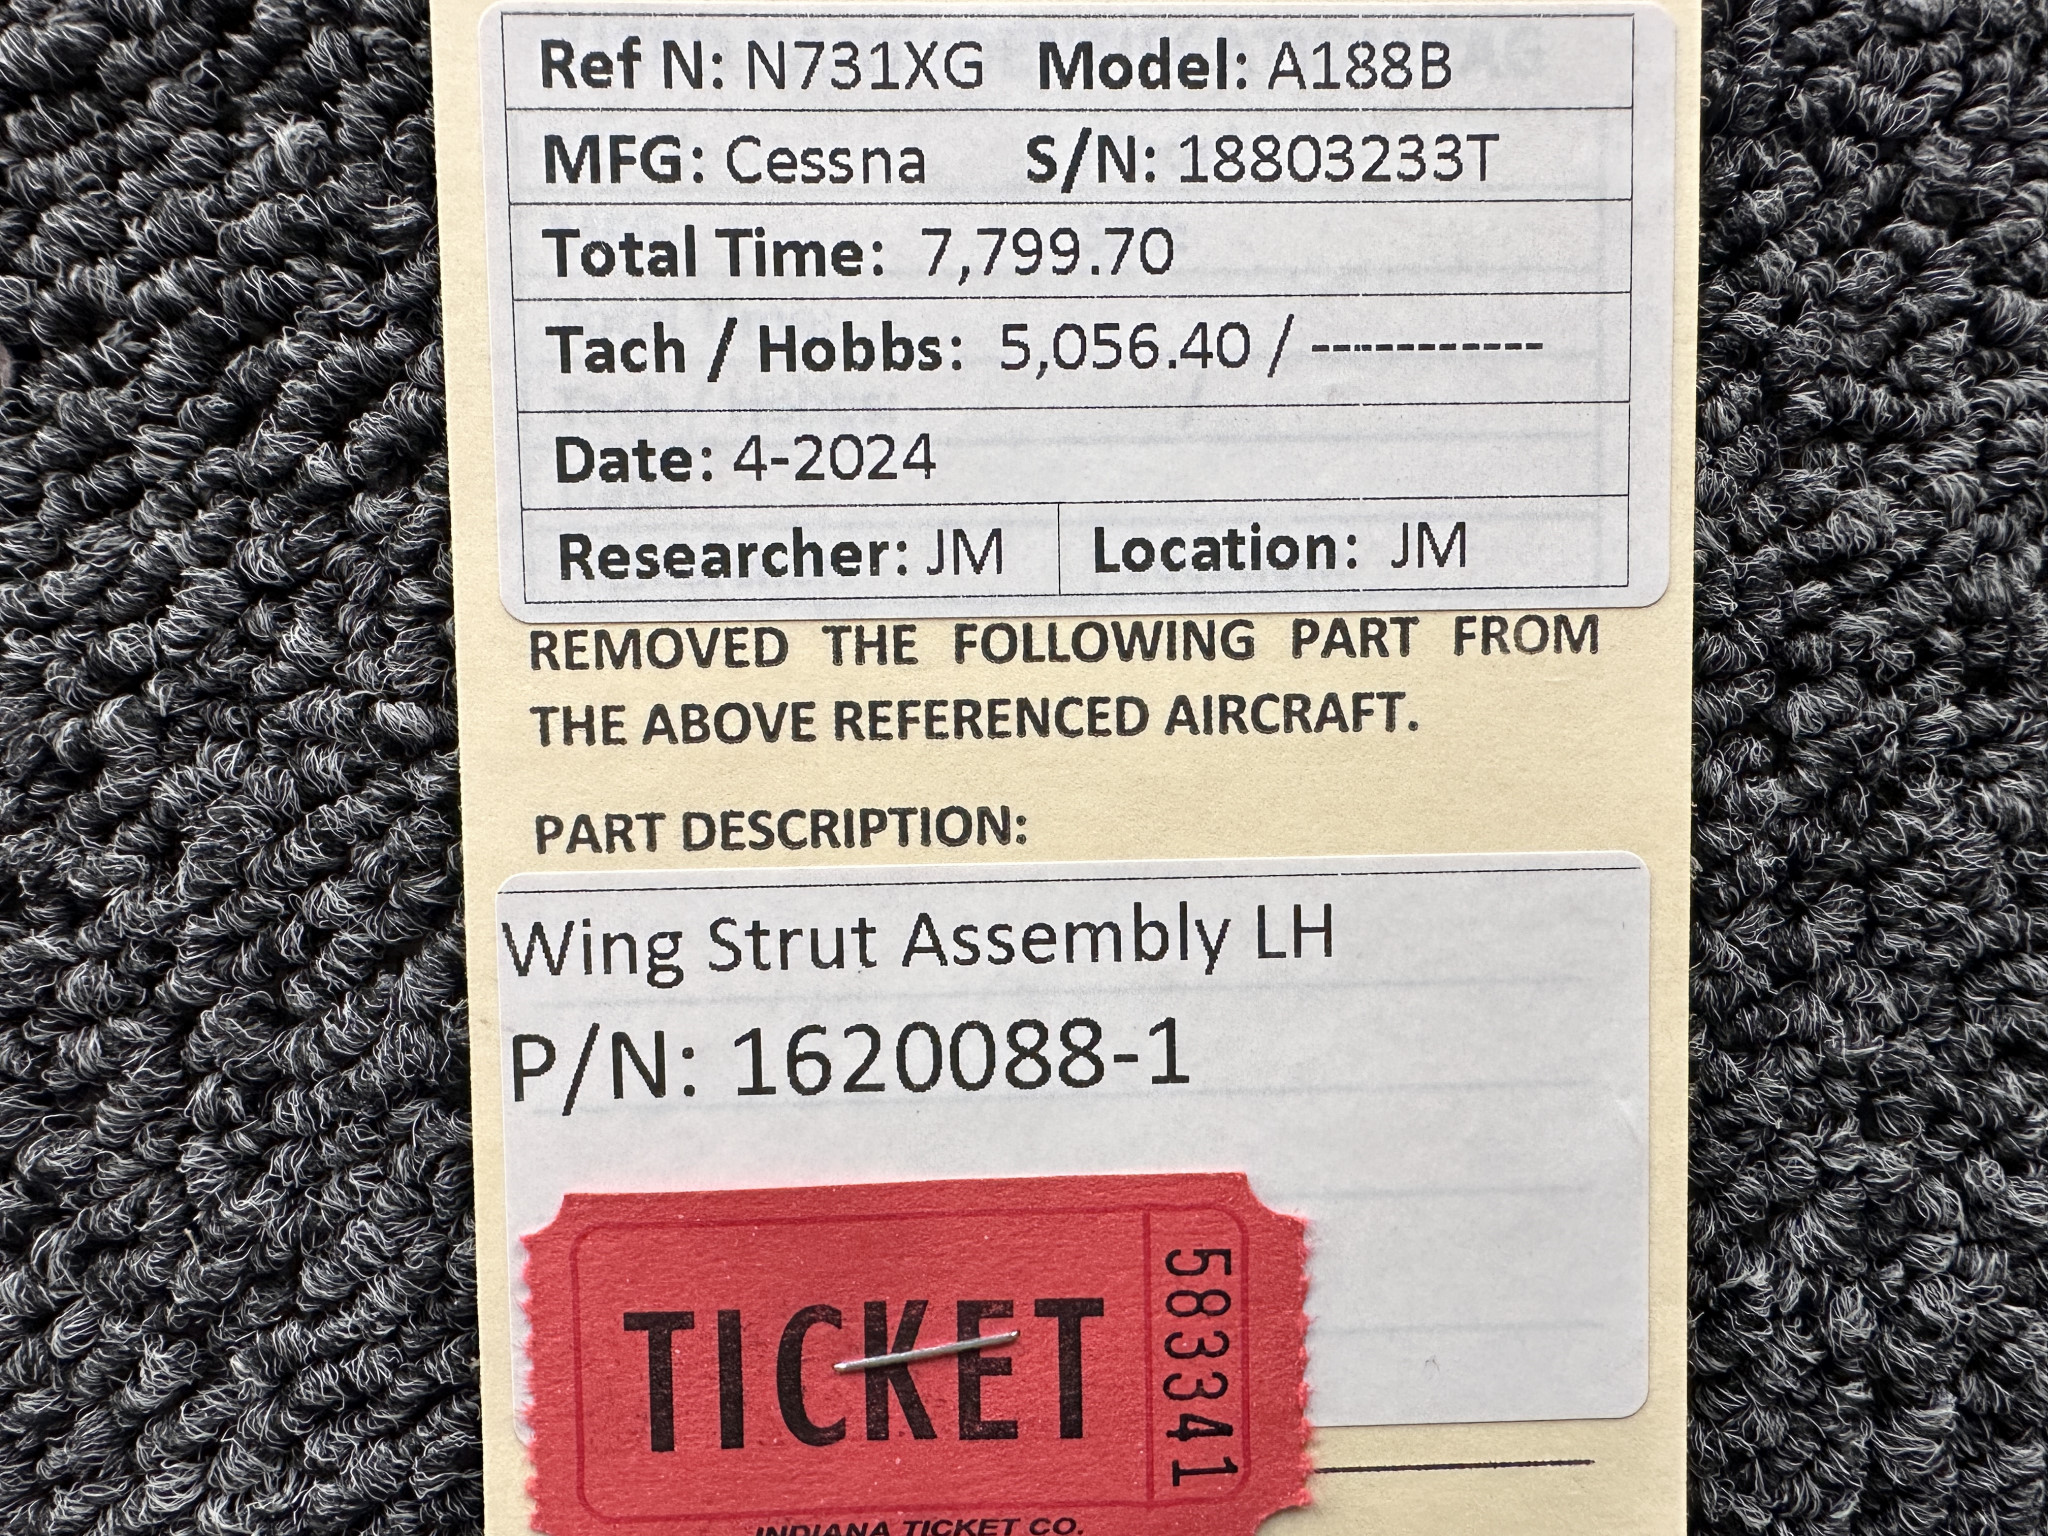 Ref N: N731XG Model: A188B
MFG: Cessna S/N: 18803233T
Total Time: 7,799.70
Tach / Hobbs: 5,056.40 / -----------
Date: 4-2024
Researcher: JM Location: JM
REMOVED THE FOLLOWING PART FROM
THE ABOVE REFERENCED AIRCRAFT.
PART DESCRIPTION:
Wing Strut Assembly LH
P/N: 1620088-1
TICKET
583341
INDIANA TICKET CO.